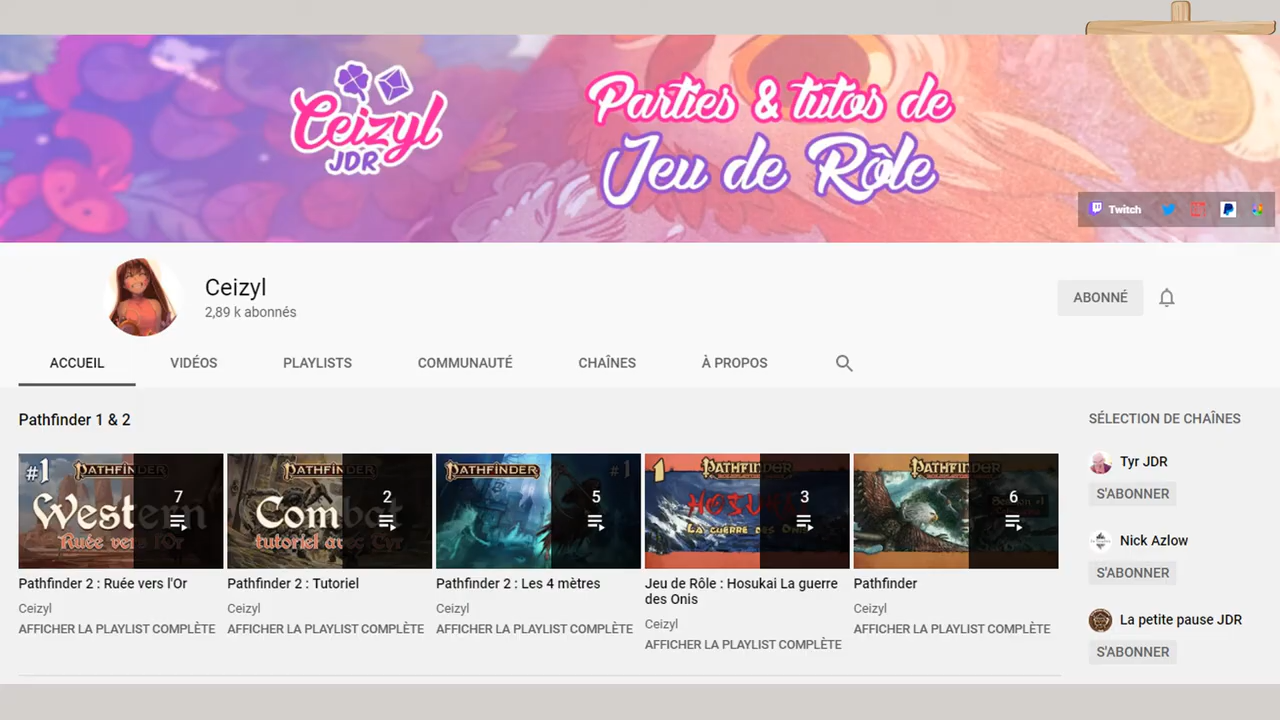 Ceizyl
JDR
Parties & tutos de
Jeu de Rôle
Twitch
Ceizyl
2,89 k abonnés
ABONNÉ
ACCUEIL
VIDÉOS
PLAYLISTS
COMMUNAUTÉ
CHAÎNES
À PROPOS
Pathfinder 1 & 2
#1
PATHFINDER
Western
Ruée vers l'Or
7
PATHFINDER
Combat
tutoriel avec Tyr
2
PATHFINDER
#1
5
1
PATHFINDER
HOSUKAI
LA GUERRE DES ONIS
3
PATHFINDER
6
Pathfinder 2 : Ruée vers l'Or
Ceizyl
AFFICHER LA PLAYLIST COMPLÈTE
Pathfinder 2 : Tutoriel
Ceizyl
AFFICHER LA PLAYLIST COMPLÈTE
Pathfinder 2 : Les 4 mètres
Ceizyl
AFFICHER LA PLAYLIST COMPLÈTE
Jeu de Rôle : Hosukai La guerre
des Onis
Ceizyl
AFFICHER LA PLAYLIST COMPLÈTE
Pathfinder
Ceizyl
AFFICHER LA PLAYLIST COMPLÈTE
SÉLECTION DE CHAÎNES
Tyr JDR
S'ABONNER
Nick Azlow
S'ABONNER
La petite pause JDR
S'ABONNER